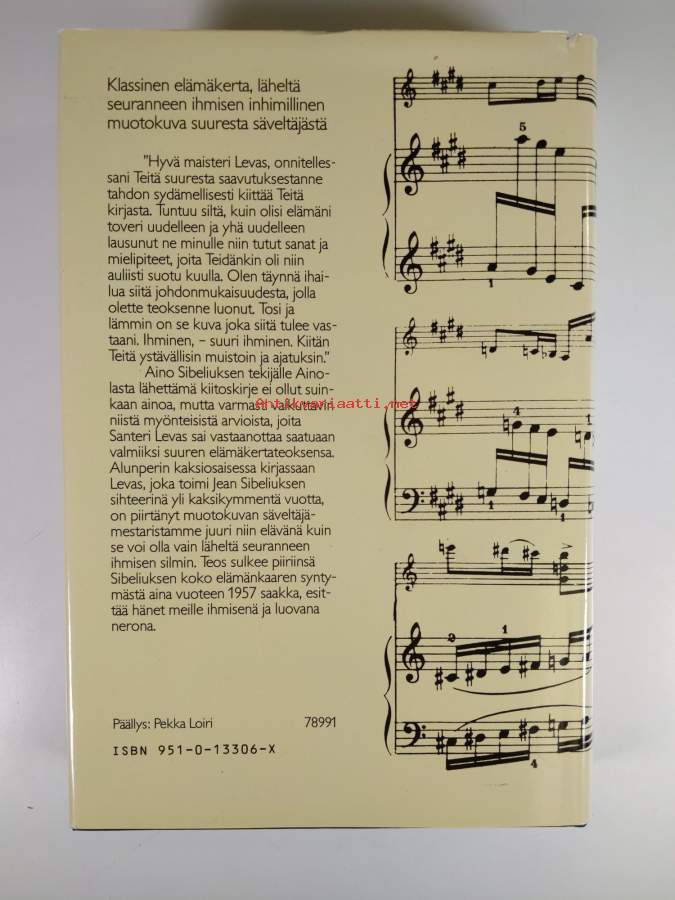 Klassinen elämäkerta, läheltä
seuranneen ihmisen inhimillinen
muotokuva suuresta säveltäjästä
"Hyvä maisteri Levas, onnitelles-
sani Teitä suuresta saavutuksestanne
tahdon sydämellisesti kiittää Teitä
kirjasta. Tuntuu siltä, kuin olisi elämäni
toveri uudelleen ja yhä uudelleen
lausunut ne minulle niin tutut sanat ja
mielipiteet, joita Teidänkin oli niin
auliisti suotu kuulla. Olen täynnä ihai-
lua siitä johdonmukaisuudesta, jolla
olette teoksenne luonut. Tosi ja
lämmin on se kuva joka siitä tulee vas-
taani. Ihminen, – suuri ihminen. Kiitän
Teitä ystävällisin muistoin ja ajatuksin."
Aino Sibeliuksen tekijälle Aino-
lasta lähettämä kiitoskirje ei ollut suin-
kaan ainoa, mutta varmasti vaikuttavin
niistä myönteisistä arvioista, joita
Santeri Levas sai vastaanottaa saatuaan
valmiiksi suuren elämäkertateoksensa.
Alunperin kaksiosaisessa kirjassaan
Levas, joka toimi Jean Sibeliuksen
sihteerinä yli kaksikymmentä vuotta,
on piirtänyt muotokuvan säveltäjä-
mestaristamme juuri niin elävänä kuin
se voi olla vain läheltä seuranneen
ihmisen silmin. Teos sulkee piiriinsä
Sibeliuksen koko elämänkaaren synty-
mästä aina vuoteen 1957 saakka, esit-
tää hänet meille ihmisenä ja luovana
nerona.
Päällys: Pekka Loiri 78991
ISBN 951-0-13306-X
Antikvariaatti.net
5
1
4
1
1
1
2
1
4